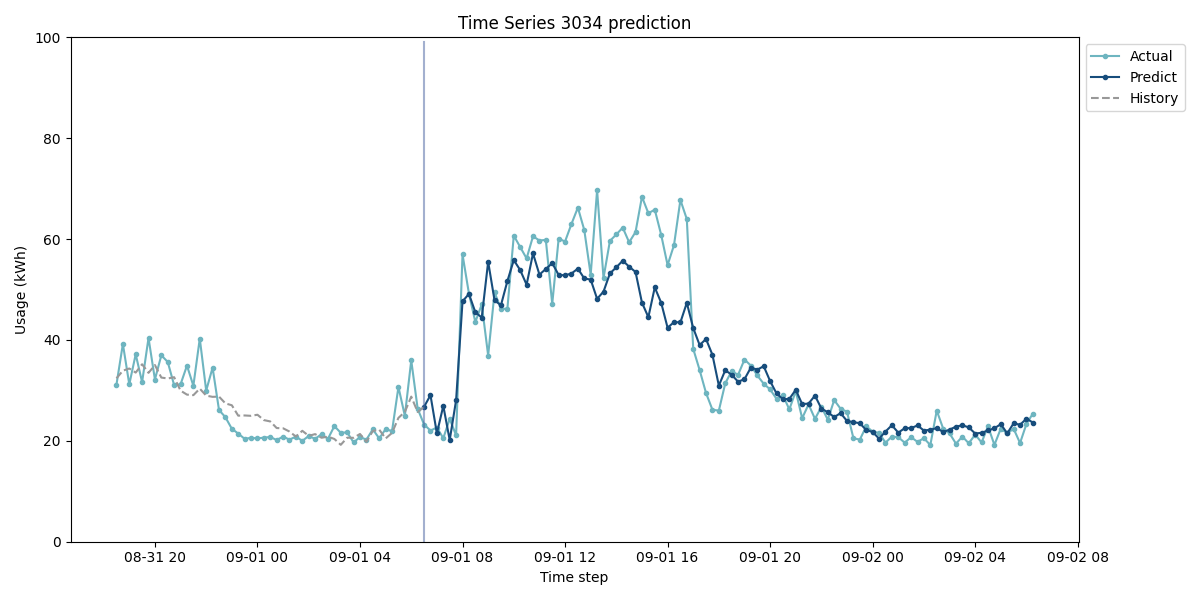 Time Series 3034 prediction
Usage (kWh)
100
80
60
40
20
0
08-31 20
09-01 00
09-01 04
09-01 08
09-01 12
09-01 16
09-01 20
09-02 00
09-02 04
09-02 08
Time step
Actual
Predict
History